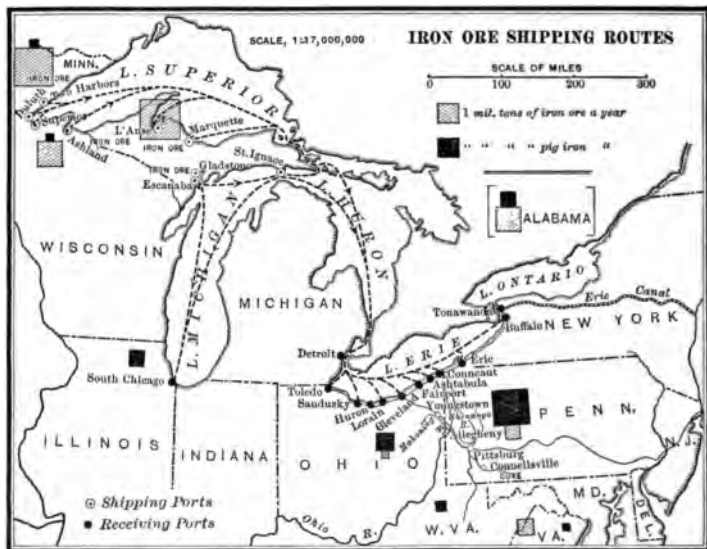 IRON ORE SHIPPING ROUTES
SCALE, 1:17,000,000
SCALE OF MILES
0 100 200 300
1 mil. tons of iron ore a year
" " " " pig iron "
ALABAMA
MINN.
IRON ORE
L. SUPERIOR
Duluth
Two Harbors
Superior
Ashland
L'Anse
Marquette
IRON ORE
IRON ORE
IRON ORE
Gladstone
St. Ignace
Escanaba
L. HURON
L. MICHIGAN
WISCONSIN
MICHIGAN
L. ONTARIO
Erie Canal
Tonawanda
Buffalo
NEW YORK
Detroit
L. ERIE
Erie
Conneaut
Ashtabula
Fairport
Cleveland
Lorain
Huron
Sandusky
Toledo
South Chicago
Youngstown
Shenango
R.
Mahoning
Allegheny
Pittsburg
Connellsville
COKE
PENN.
N.J.
ILLINOIS
INDIANA
OHIO
MD.
DEL.
W. VA.
VA.
Ohio R.
Shipping Ports
Receiving Ports